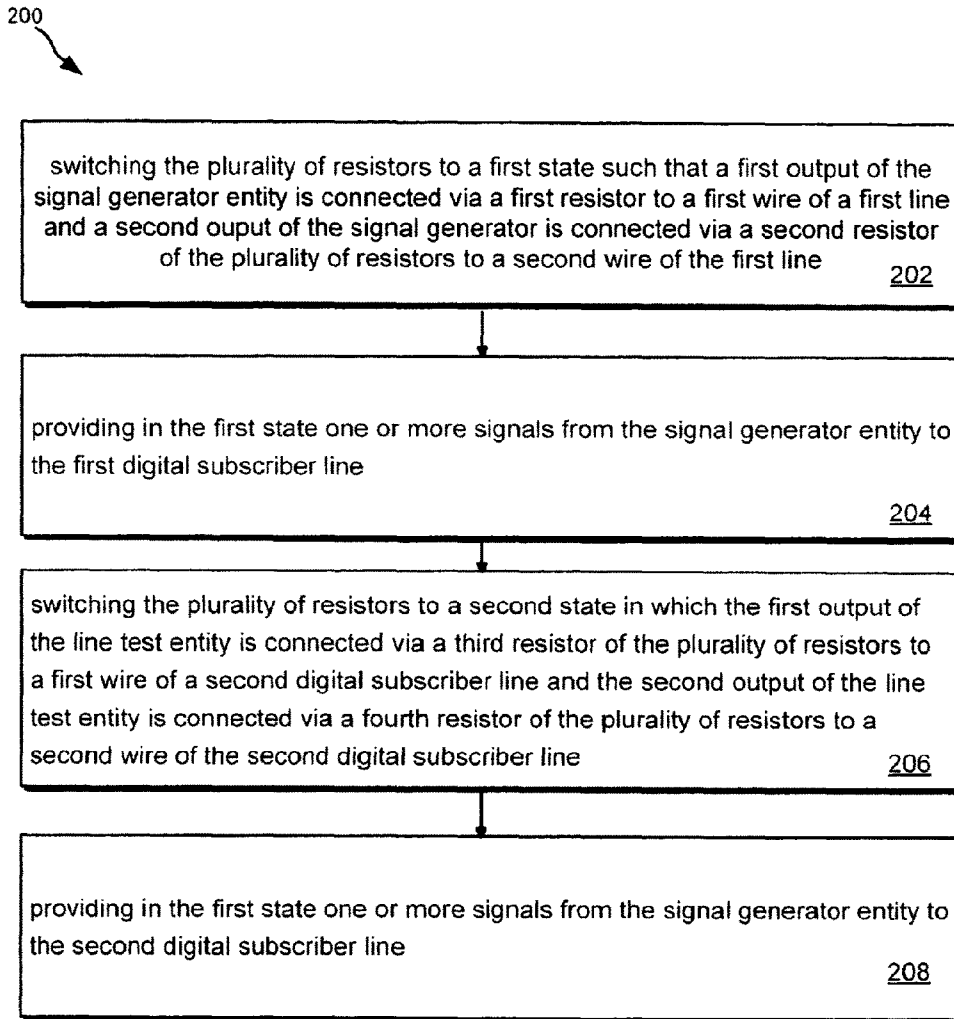 200
switching the plurality of resistors to a first state such that a first output of the
signal generator entity is connected via a first resistor to a first wire of a first line
and a second ouput of the signal generator is connected via a second resistor
of the plurality of resistors to a second wire of the first line
202
providing in the first state one or more signals from the signal generator entity to
the first digital subscriber line
204
switching the plurality of resistors to a second state in which the first output of
the line test entity is connected via a third resistor of the plurality of resistors to
a first wire of a second digital subscriber line and the second output of the line
test entity is connected via a fourth resistor of the plurality of resistors to a
second wire of the second digital subscriber line
206
providing in the first state one or more signals from the signal generator entity to
the second digital subscriber line
208